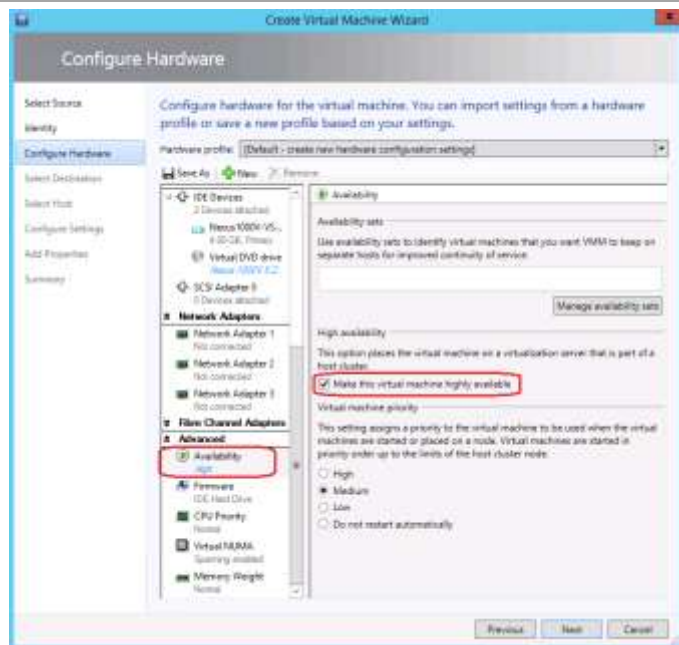 Create Virtual Machine Wizard
Configure Hardware
Select Source
Identity
Configure Hardware
Select Destination
Select Host
Configure Settings
Add Properties
Summary
Configure hardware for the virtual machine. You can import settings from a hardware
profile or save a new profile based on your settings.
Hardware profile: [Default - create new hardware configuration settings]
Save As New Remove
IDE Devices
2 Devices attached
Nexus 1000V-VS...
Primary
Virtual DVD drive
SCSI Adapter 0
0 Devices attached
Network Adapters
Network Adapter 1
Not connected
Network Adapter 2
Not connected
Network Adapter 3
Not connected
Fibre Channel Adapters
Advanced
Availability
High
Firmware
IDE Hard Drive
CPU Priority
Normal
Virtual NUMA
Spanning enabled
Memory Weight
Normal
Availability
Availability sets
Use availability sets to identify virtual machines that you want VMM to keep on
separate hosts for improved continuity of service.
Manage availability sets
High availability
This option places the virtual machine on a virtualization server that is part of a
host cluster.
Make this virtual machine highly available
Virtual machine priority
This setting assigns a priority to the virtual machine to be used when the virtual
machines are started or placed on a node. Virtual machines are started in
priority order up to the limits of the host cluster node.
High
Medium
Low
Do not restart automatically
Previous Next Cancel